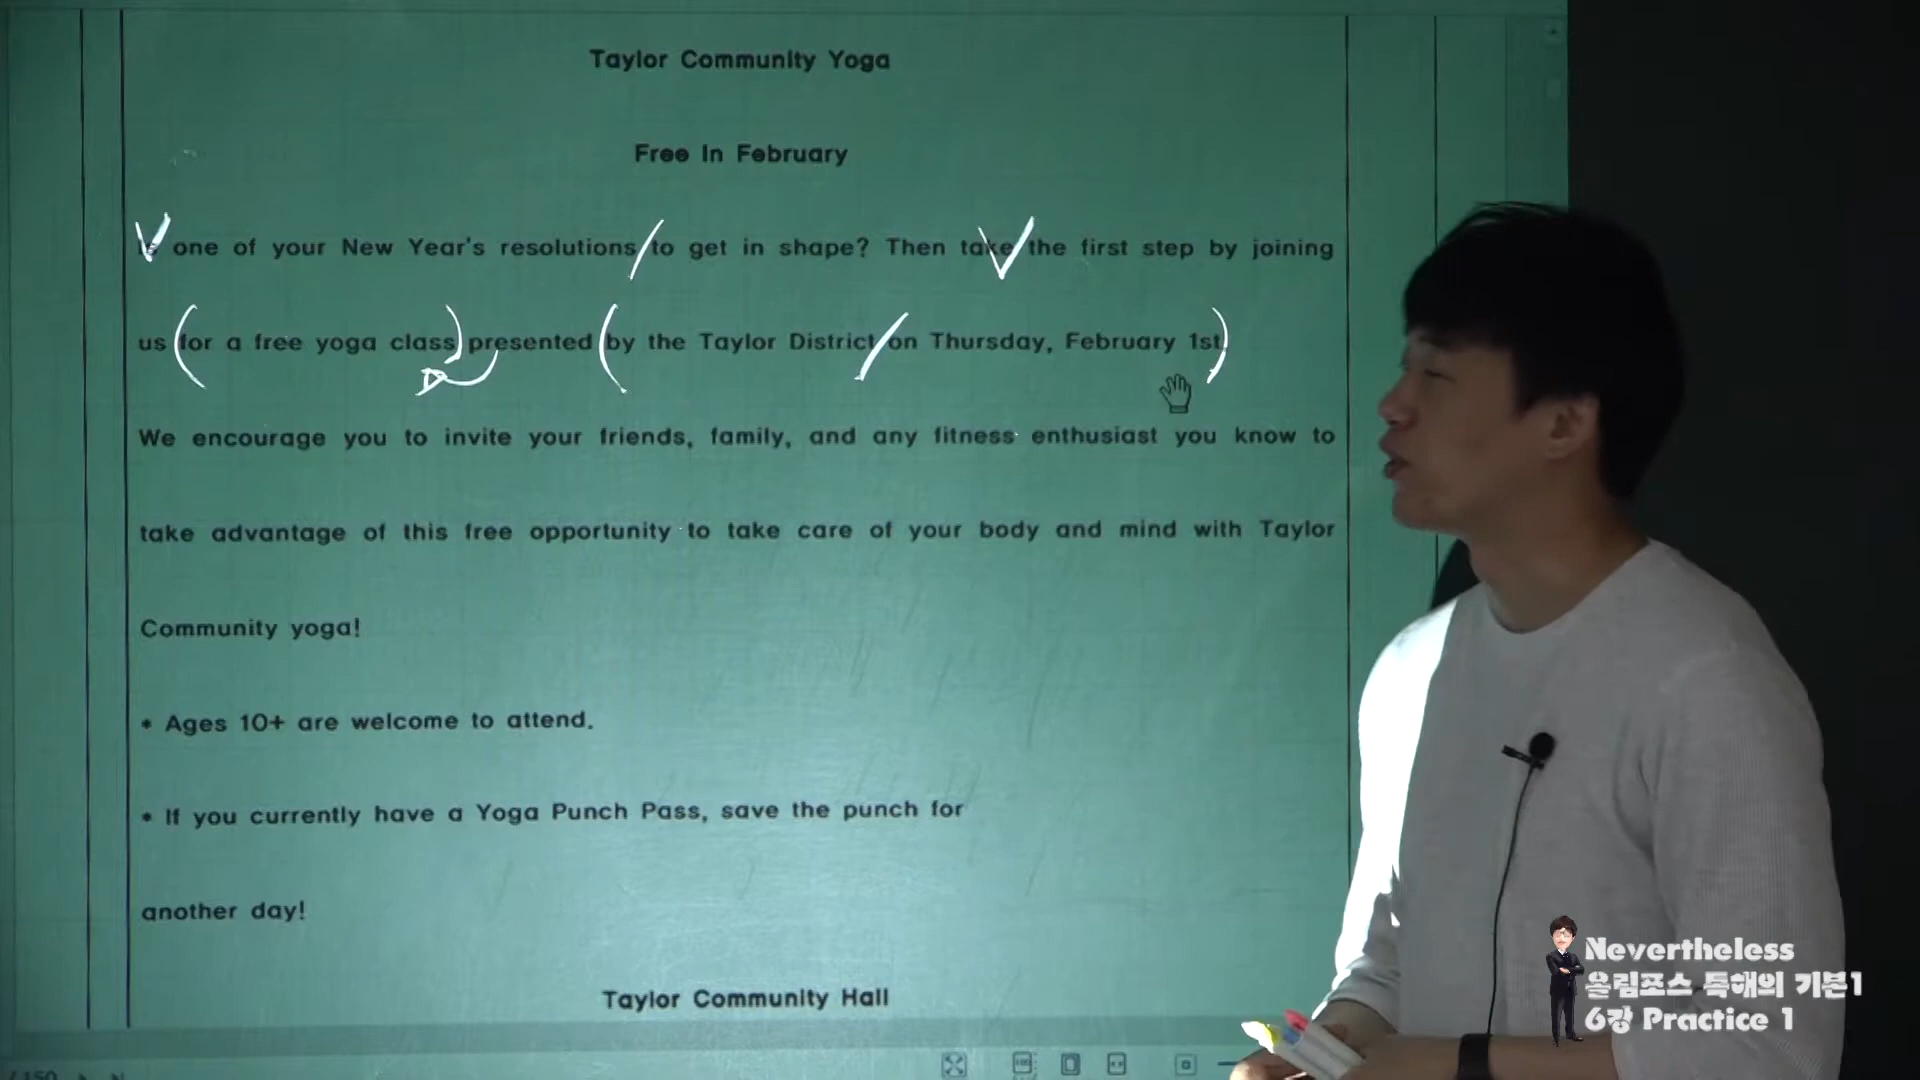 Taylor Community Yoga
Free In February
Is one of your New Year's resolutions to get in shape? Then take the first step by joining
us for a free yoga class presented by the Taylor District on Thursday, February 1st.
We encourage you to invite your friends, family, and any fitness enthusiast you know to
take advantage of this free opportunity to take care of your body and mind with Taylor
Community yoga!
* Ages 10+ are welcome to attend.
* If you currently have a Yoga Punch Pass, save the punch for
another day!
Taylor Community Hall
Nevertheless
올림포스 독해의 기본1
6강 Practice 1
/ 150